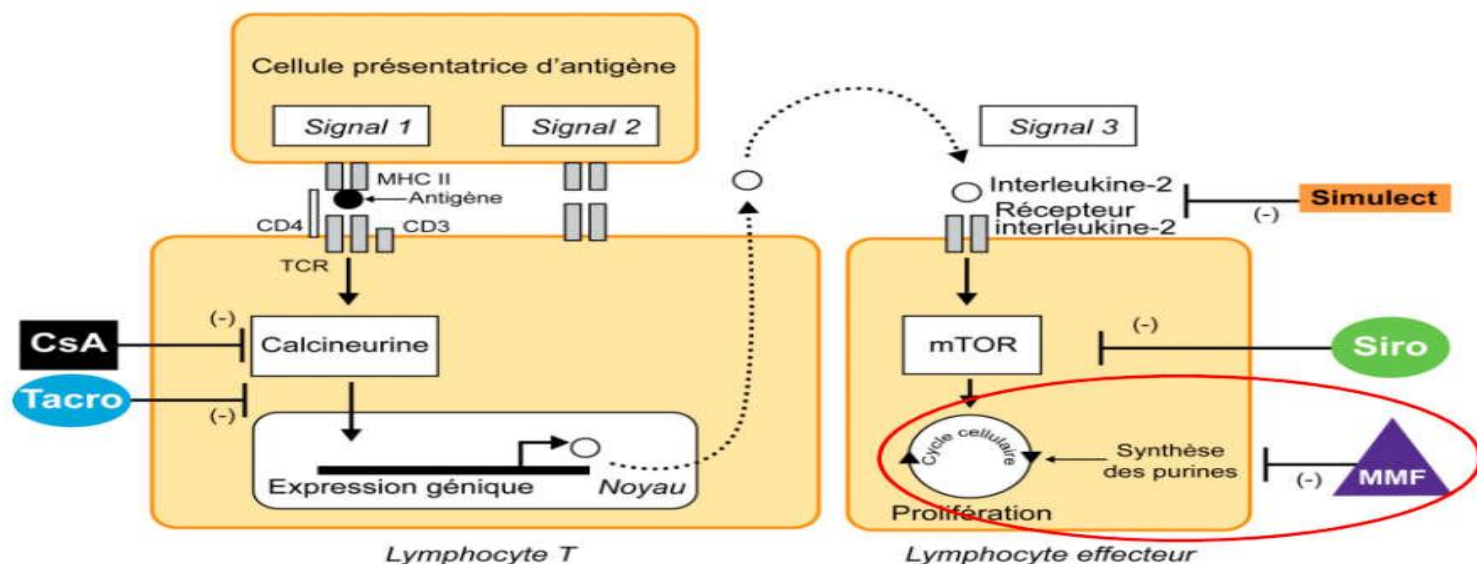 Cellule présentatrice d'antigène
Signal 1
Signal 2
Signal 3
MHC II
Antigène
CD4
CD3
TCR
Interleukine-2
Récepteur
interleukine-2
(-)
Simulect
CsA
(-)
Calcineurine
Tacro
(-)
mTOR
(-)
Siro
Cycle cellulaire
Synthèse
des purines
(-)
MMF
Expression génique
Noyau
Prolifération
Lymphocyte T
Lymphocyte effecteur